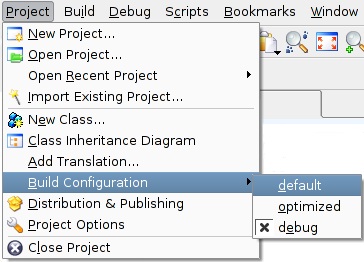 Project Build Debug Scripts Bookmarks Window
New Project...
Open Project...
Open Recent Project
Import Existing Project...
New Class...
Class Inheritance Diagram
Add Translation...
Build Configuration
default
Distribution & Publishing
optimized
Project Options
debug
Close Project